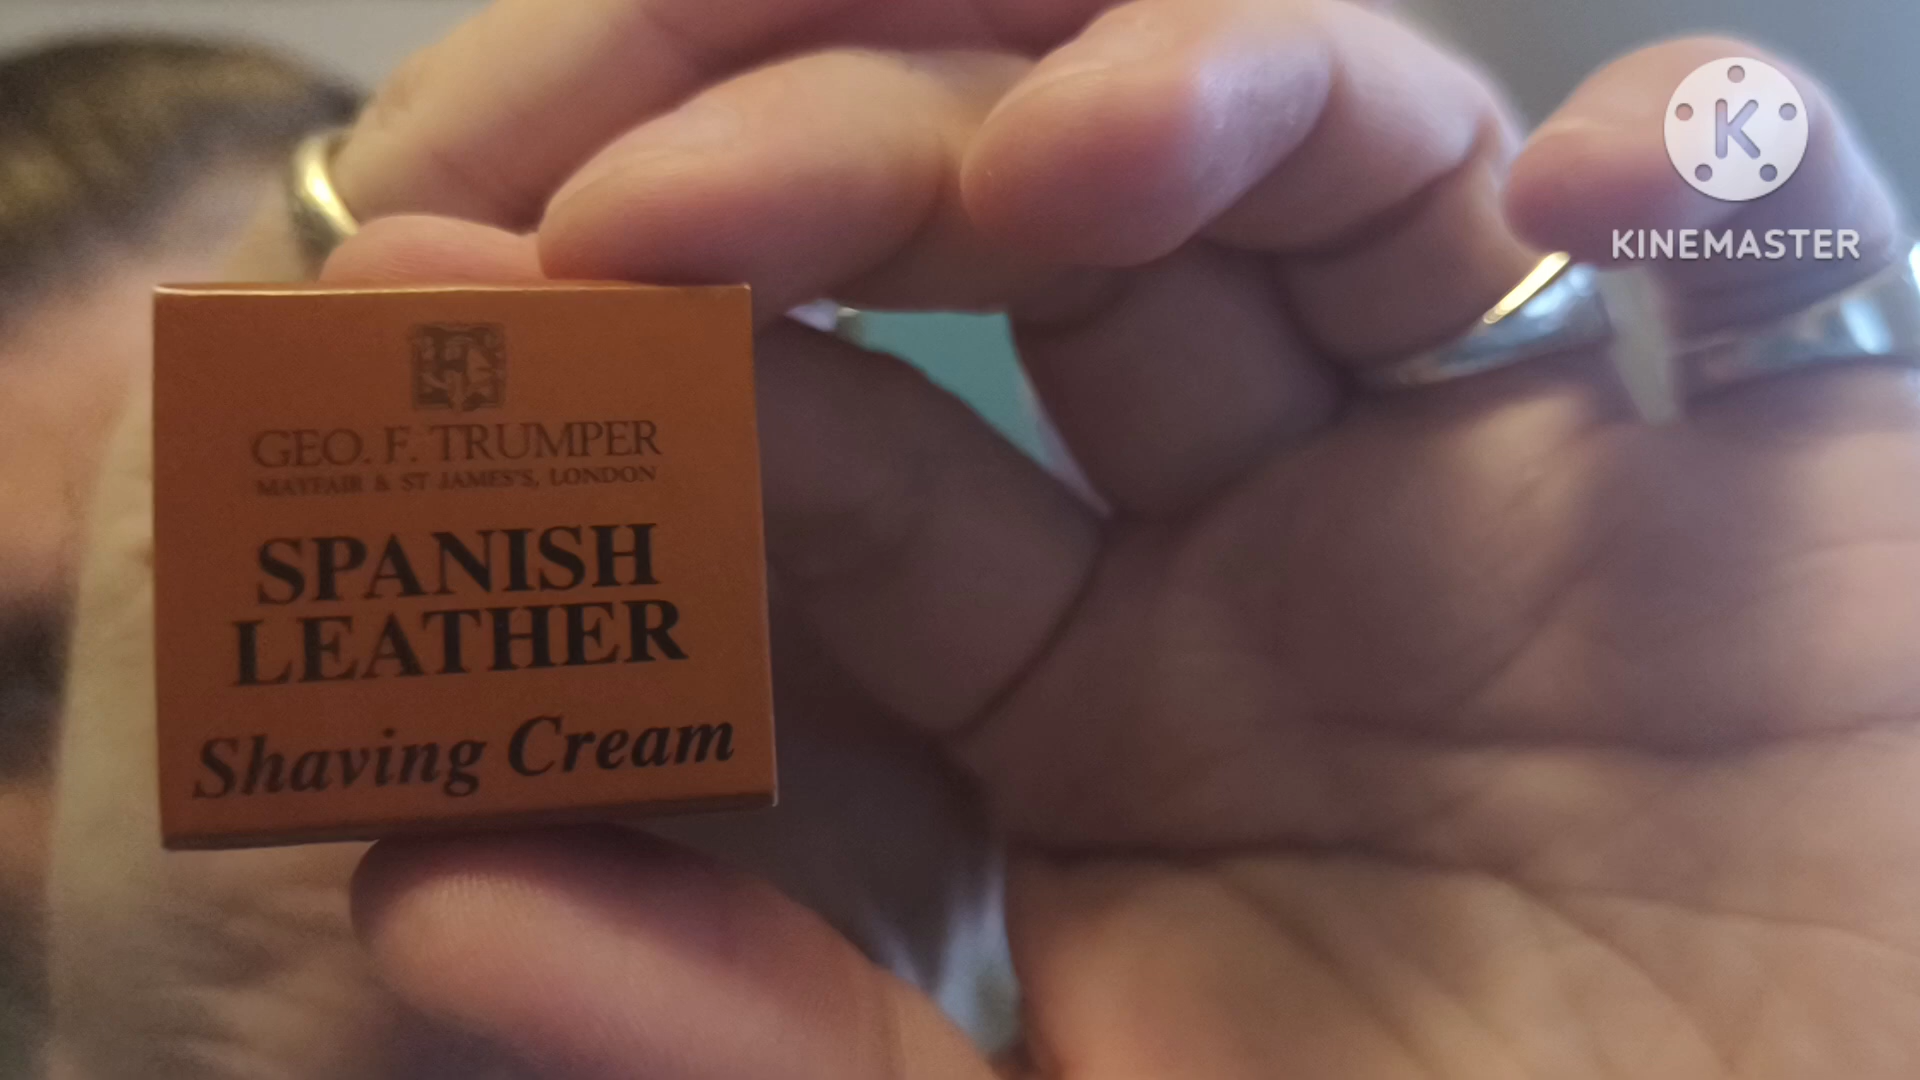 GEO. F. TRUMPER
MAYFAIR & ST JAMES'S, LONDON
SPANISH
LEATHER
Shaving Cream
K
KINEMASTER